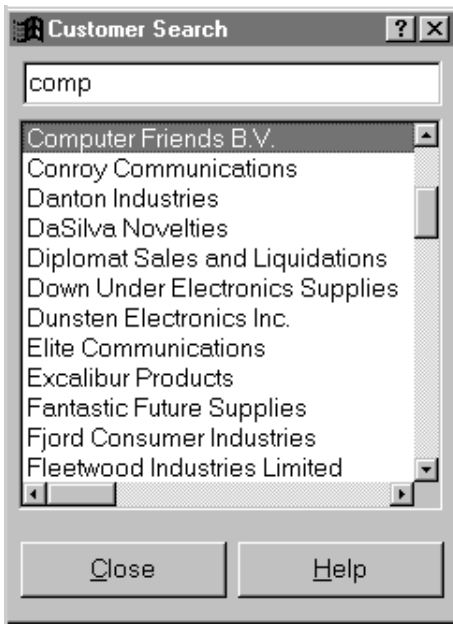 Customer Search
?
comp
Computer Friends B.V.
Conroy Communications
Danton Industries
DaSilva Novelties
Diplomat Sales and Liquidations
Down Under Electronics Supplies
Dunsten Electronics Inc.
Elite Communications
Excalibur Products
Fantastic Future Supplies
Fjord Consumer Industries
Fleetwood Industries Limited
Close Help